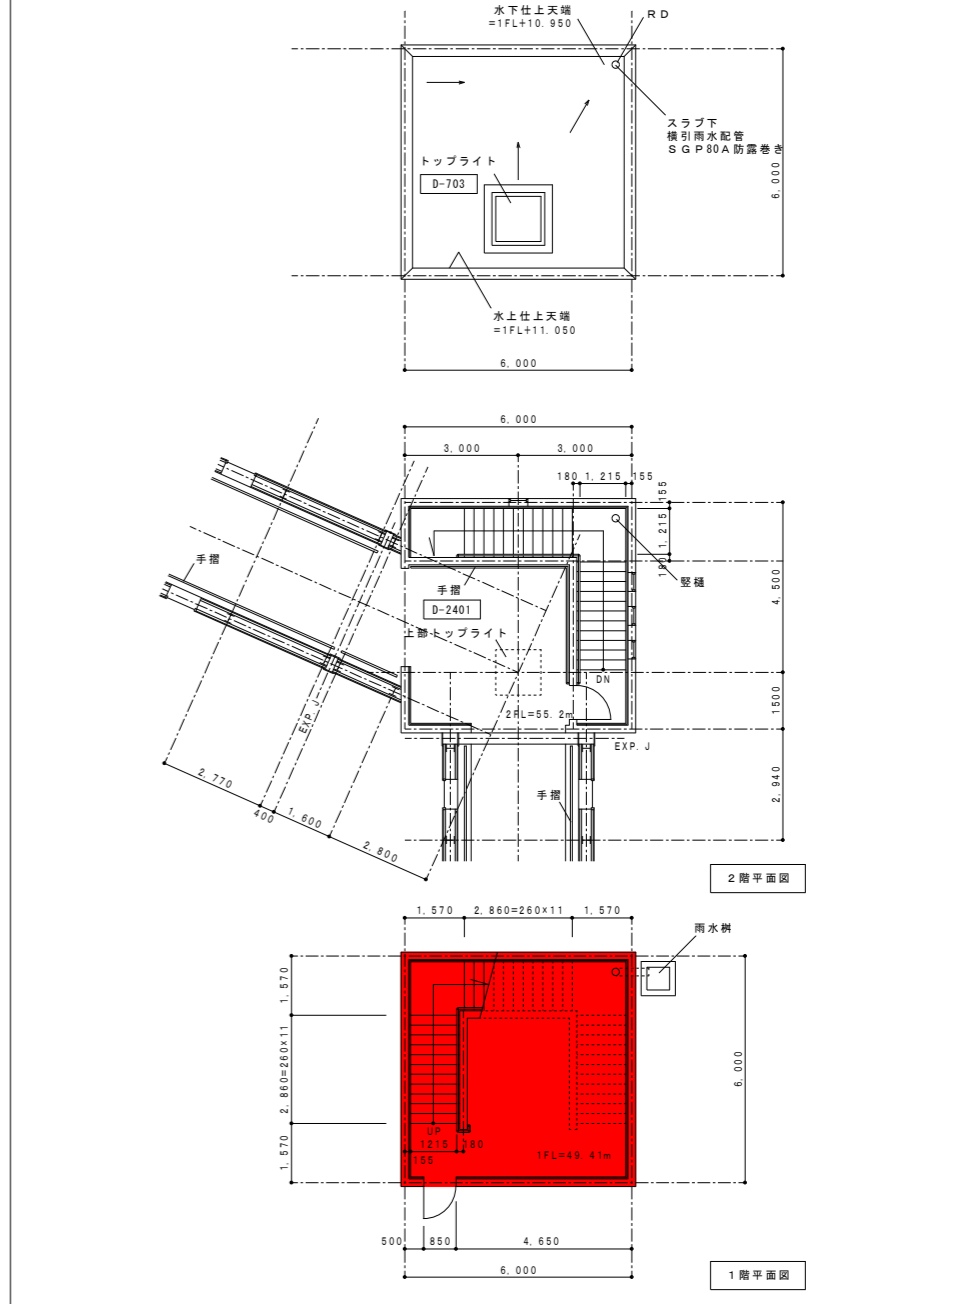 水下仕上天端
=1FL+10.950
RD
スラブ下
横引雨水配管
SGP80A防露巻き
トップライト
D-703
6,000
水上仕上天端
=1FL+11.050
6,000
6,000
3,000
3,000
180
1,215
155
155
1,215
180
手摺
手摺
D-2401
竪樋
4,500
上部トップライト
DN
2FL=55.2m
1500
EXP.J
EXP.J
2,770
400
1,600
2,800
手摺
2,940
2階平面図
1,570
2,860=260×11
1,570
雨水桝
1,570
2,860=260×11
1,570
6,000
UP
1215
180
155
1FL=49.41m
500
850
4,650
6,000
1階平面図